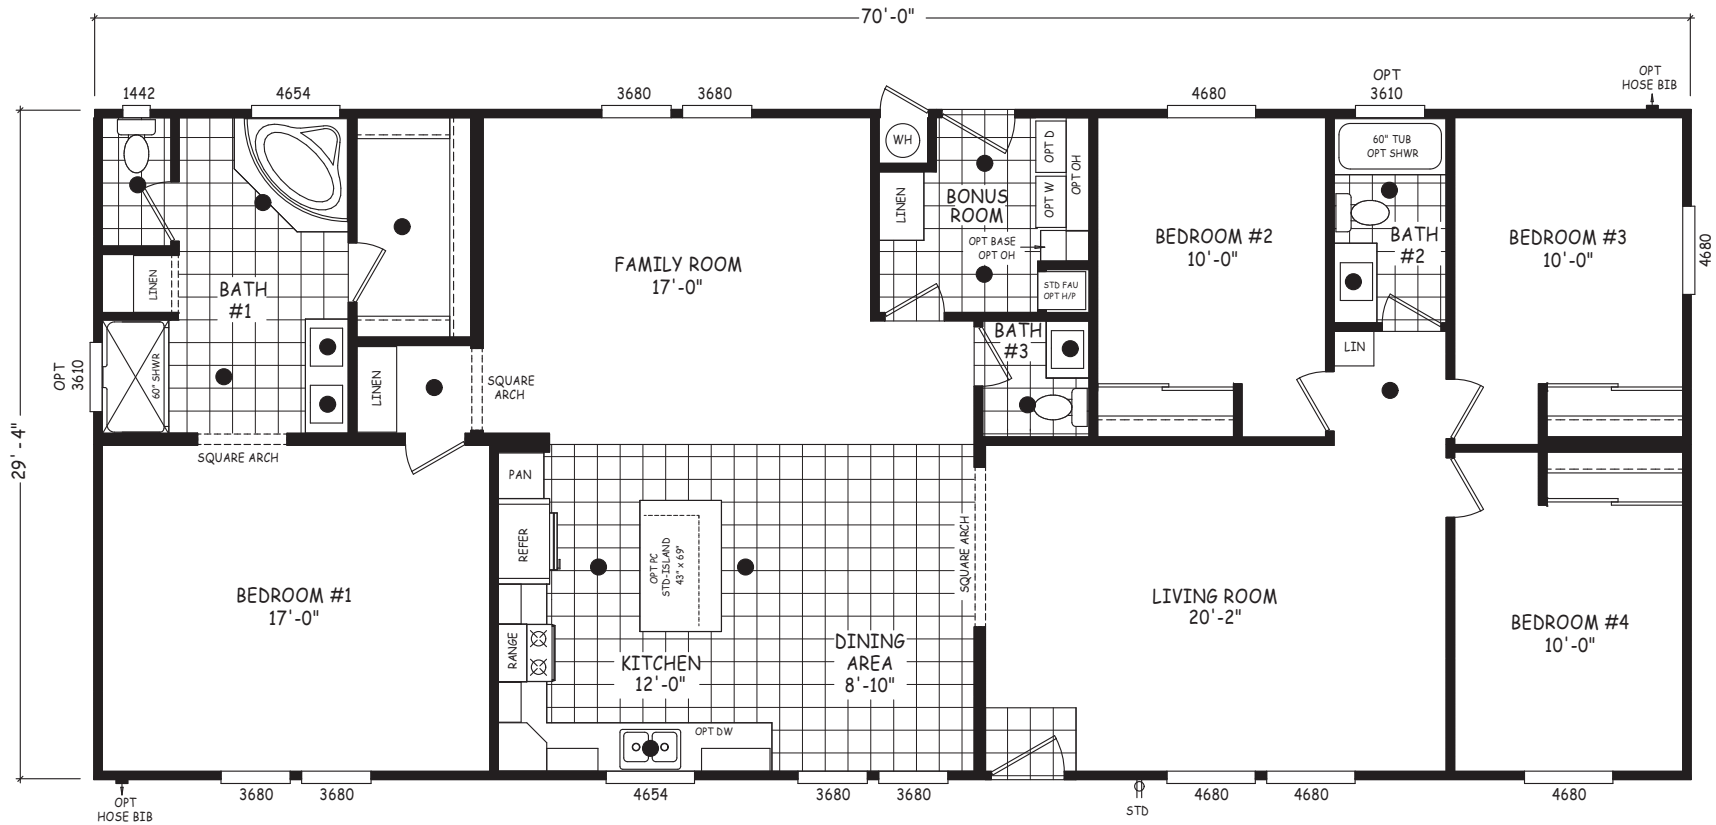 70'-0"
OPT
HOSE BIB
1442
4654
3680
3680
4680
OPT
3610
WH
OPT D
OPT OH
OPT W
60" TUB
OPT SHWR
LINEN
BONUS
ROOM
OPT BASE
OPT OH
STD FAU
OPT H/P
FAMILY ROOM
17'-0"
BEDROOM #2
10'-0"
BATH
#2
BEDROOM #3
10'-0"
4680
LINEN
BATH
#1
OPT
3610
60" SHWR
LINEN
SQUARE
ARCH
BATH
#3
LIN
29'-4"
SQUARE ARCH
PAN
REFER
OPT PC
STD-ISLAND
43" x 69"
SQUARE ARCH
BEDROOM #1
17'-0"
RANGE
KITCHEN
12'-0"
DINING
AREA
8'-10"
LIVING ROOM
20'-2"
BEDROOM #4
10'-0"
OPT DW
OPT
HOSE BIB
3680
3680
4654
3680
3680
STD
4680
4680
4680